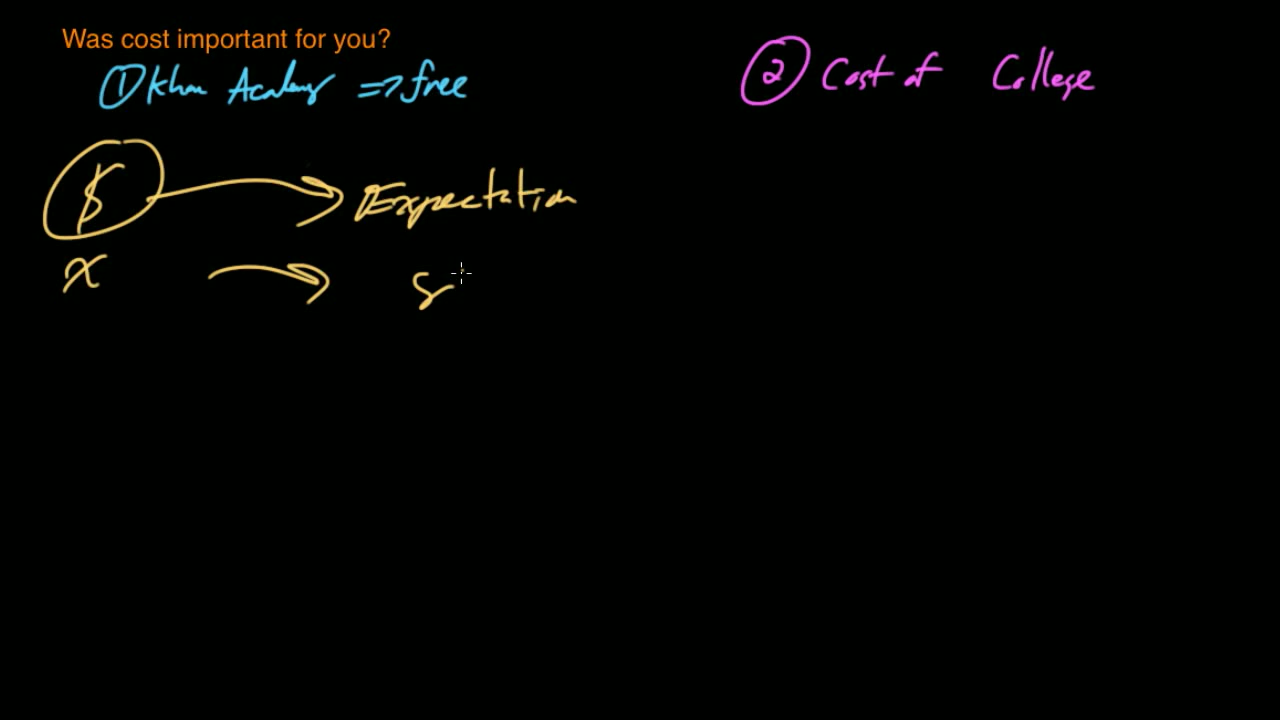 Was cost important for you?
① Khan Academy => free
② Cost of College
$ → Expectation
x → S